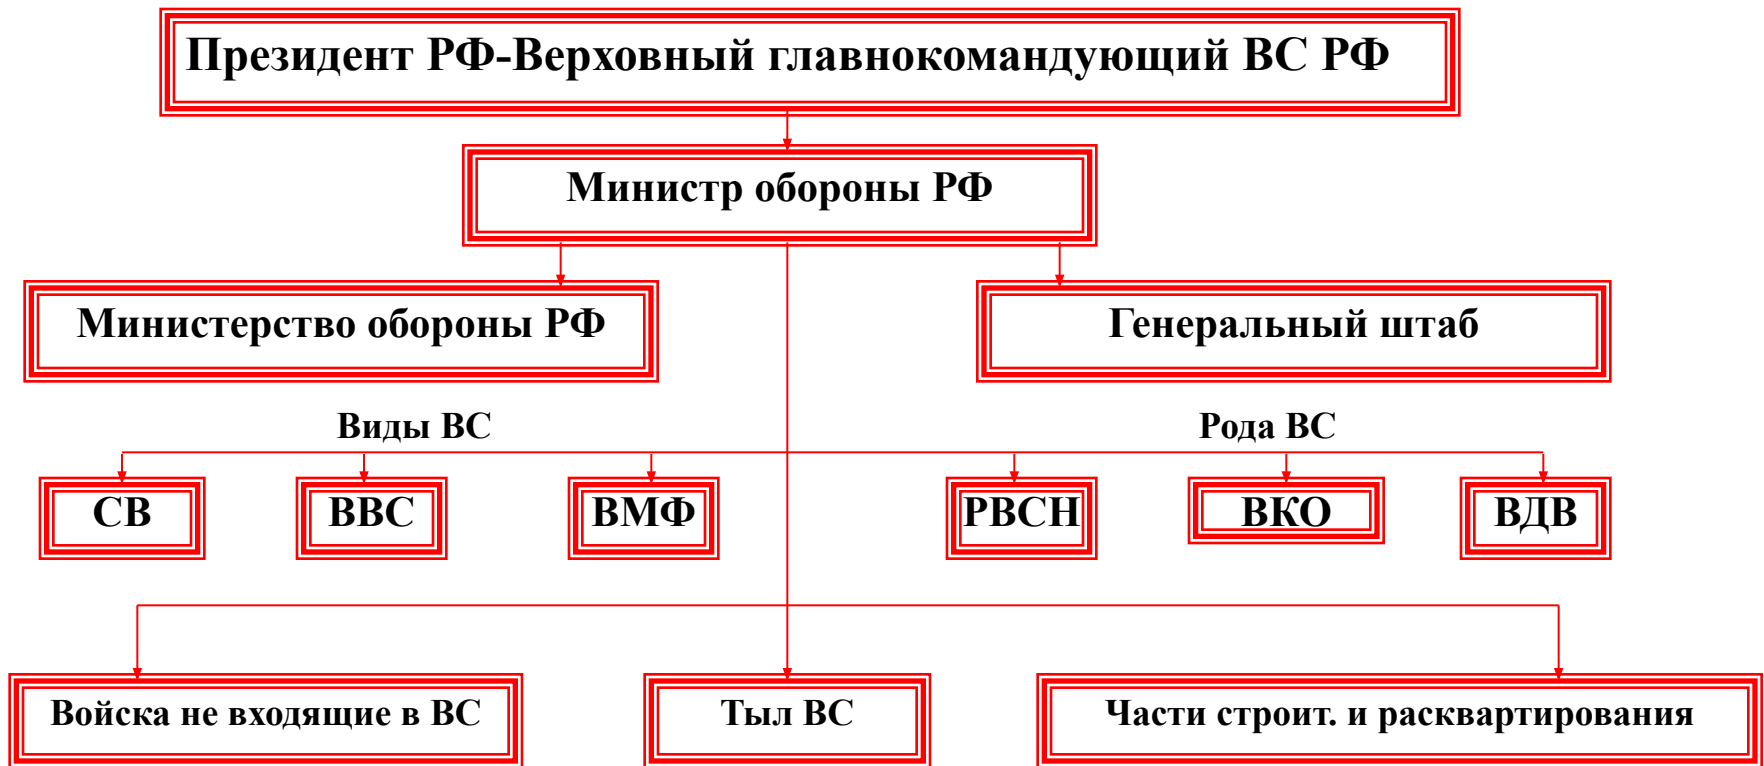 Президент РФ-Верховный главнокомандующий ВС РФ
Министр обороны РФ
Министерство обороны РФ
Генеральный штаб
Виды ВС
Рода ВС
СВ
ВВС
ВМФ
РВСН
ВКО
ВДВ
Войска не входящие в ВС
Тыл ВС
Части строит. и расквартирования